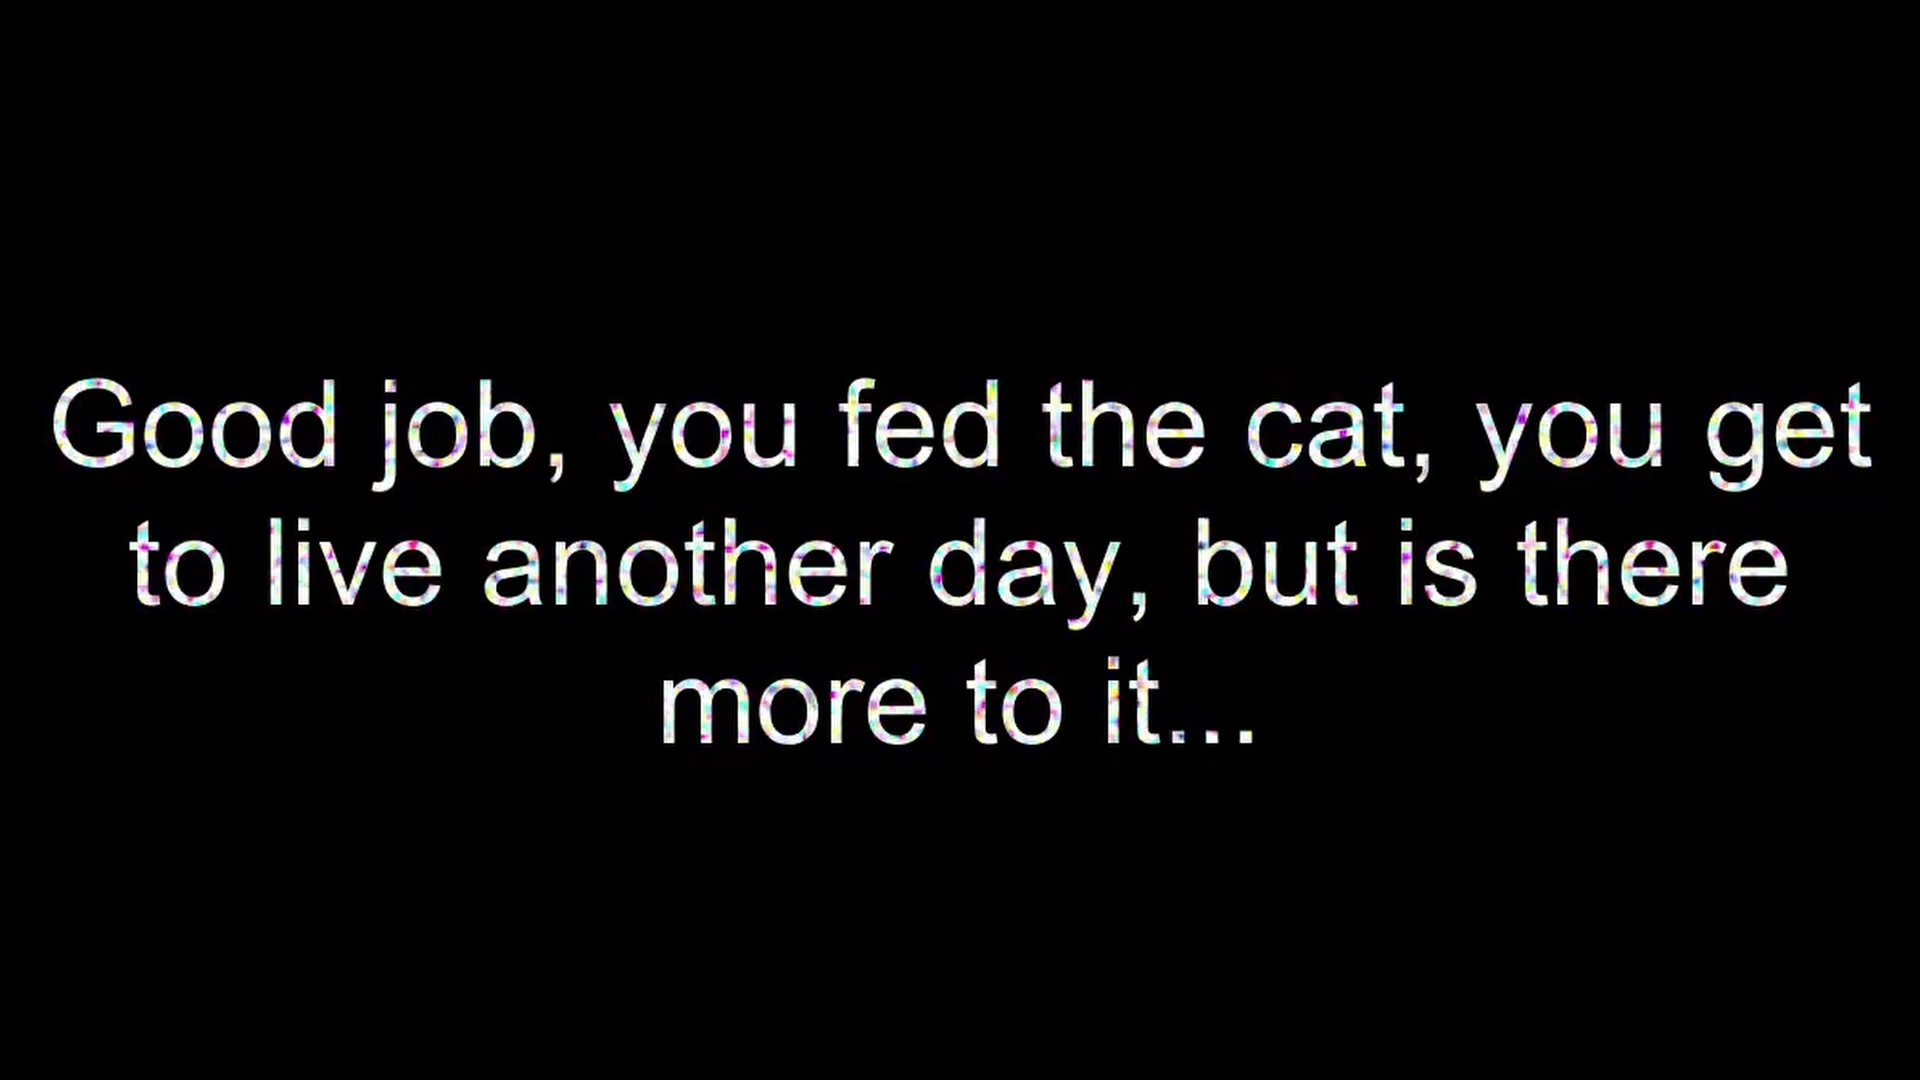 Good job, you fed the cat, you get
to live another day, but is there
more to it...